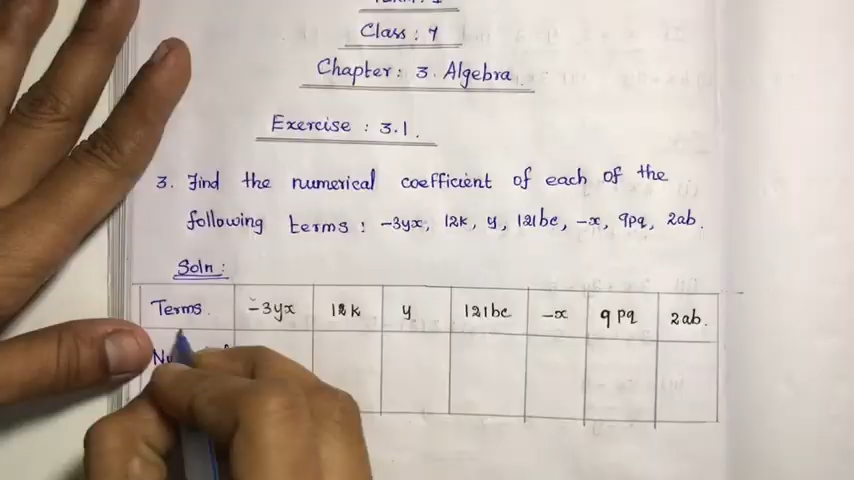 Class : 7
Chapter : 3. Algebra
Exercise : 3.1.
3. Find the numerical coefficient of each of the
following terms : -3yx, 12k, y, 121bc, -x, 9pq, 2ab.
Soln :
Terms. -3yx 12k y 121bc -x 9pq 2ab.